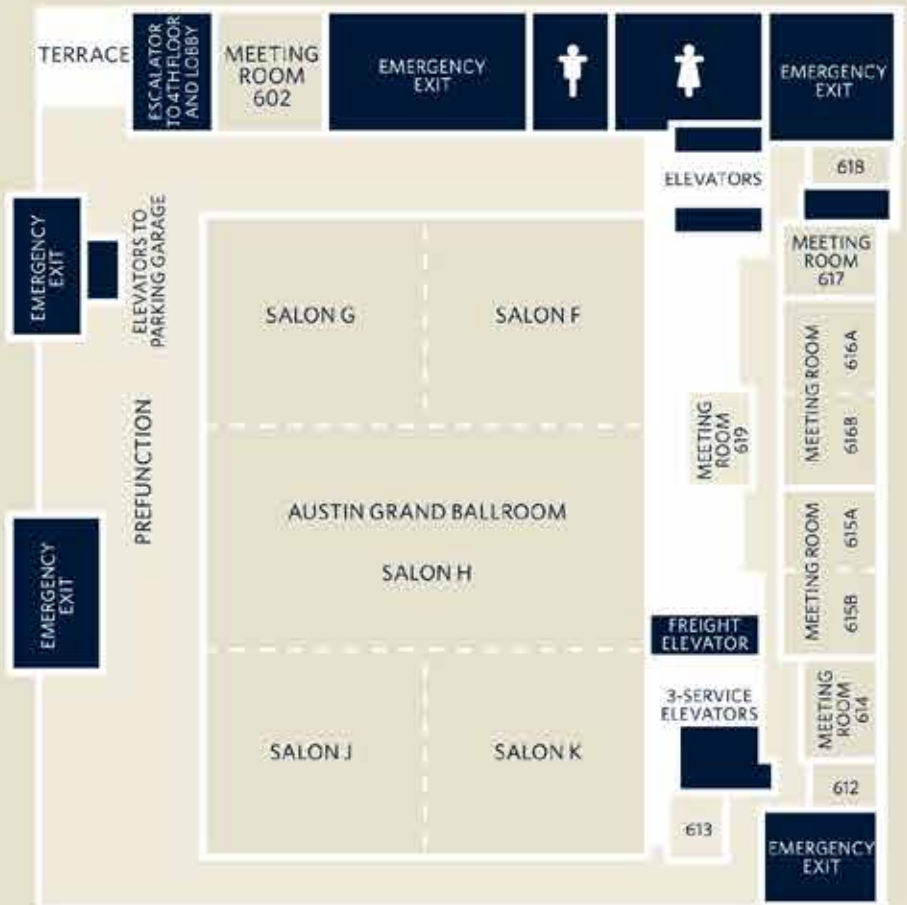 TERRACE
ESCALATOR
TO 4TH FLOOR
AND LOBBY
MEETING
ROOM
602
EMERGENCY
EXIT
EMERGENCY
EXIT
ELEVATORS
618
EMERGENCY
EXIT
ELEVATORS TO
PARKING GARAGE
MEETING
ROOM
617
SALON G
SALON F
MEETING ROOM
616A
616B
PREFUNCTION
MEETING
ROOM
619
AUSTIN GRAND BALLROOM
SALON H
MEETING ROOM
615A
615B
EMERGENCY
EXIT
FREIGHT
ELEVATOR
3-SERVICE
ELEVATORS
MEETING
ROOM
614
SALON J
SALON K
612
613
EMERGENCY
EXIT